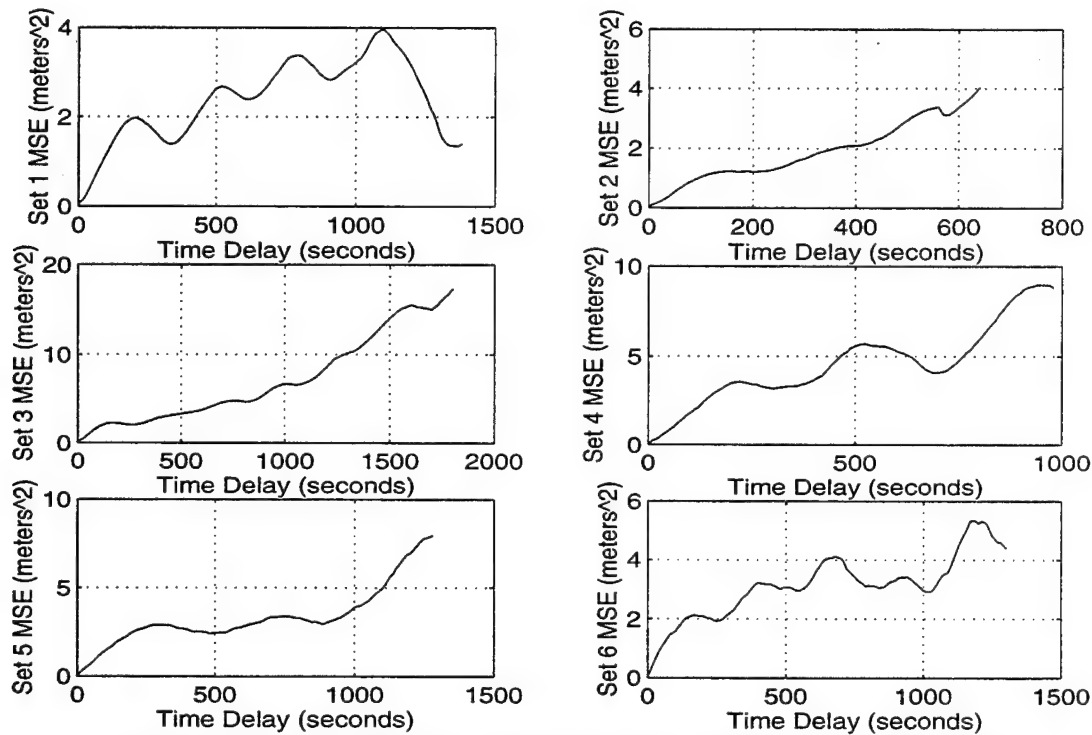 Set 1 MSE (meters^2)
4
2
0
0 500 1000 1500
Time Delay (seconds)
Set 2 MSE (meters^2)
6
4
2
0
0 200 400 600 800
Time Delay (seconds)
Set 3 MSE (meters^2)
20
10
0
0 500 1000 1500 2000
Time Delay (seconds)
Set 4 MSE (meters^2)
10
5
0
0 500 1000
Time Delay (seconds)
Set 5 MSE (meters^2)
10
5
0
0 500 1000 1500
Time Delay (seconds)
Set 6 MSE (meters^2)
6
4
2
0
0 500 1000 1500
Time Delay (seconds)